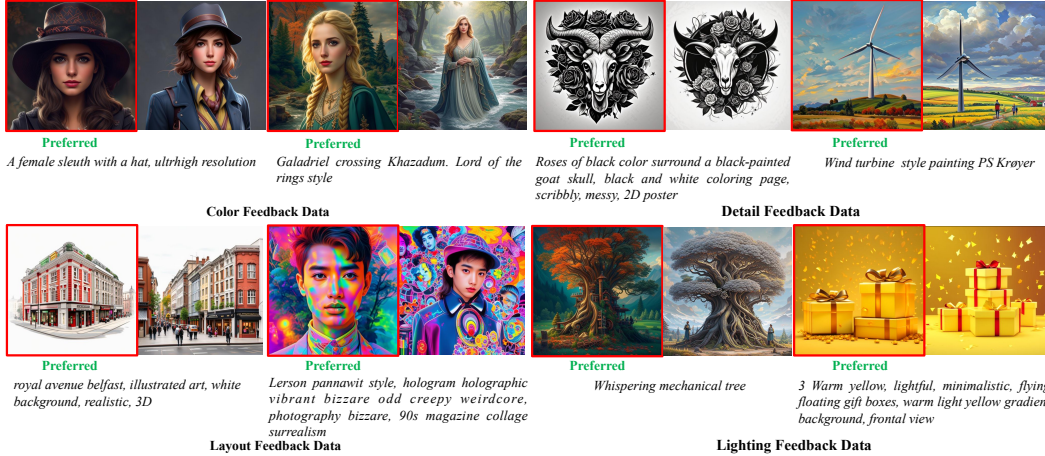 Preferred
A female sleuth with a hat, ultrhigh resolution
Preferred
Galadriel crossing Khazadum. Lord of the
rings style
Color Feedback Data
Preferred
Roses of black color surround a black-painted
goat skull, black and white coloring page,
scribbly, messy, 2D poster
Preferred
Wind turbine style painting PS Krøyer
Detail Feedback Data
Preferred
royal avenue belfast, illustrated art, white
background, realistic, 3D
Preferred
Lerson pannawit style, hologram holographic
vibrant bizzare odd creepy weirdcore,
photography bizzare, 90s magazine collage
surrealism
Layout Feedback Data
Preferred
Whispering mechanical tree
Preferred
3 Warm yellow, lightful, minimalistic, flying
floating gift boxes, warm light yellow gradien
background, frontal view
Lighting Feedback Data